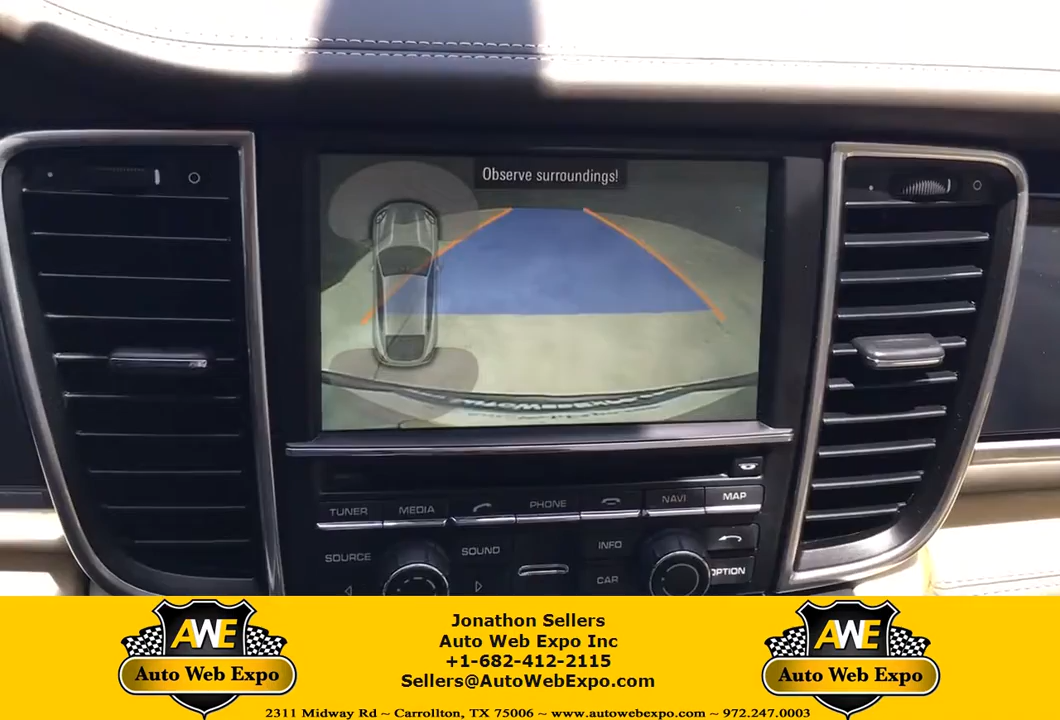 Observe surroundings!
TUNER MEDIA PHONE NAVI MAP
SOURCE SOUND INFO
CAR OPTION
AWE
Auto Web Expo
Jonathon Sellers
Auto Web Expo Inc
+1-682-412-2115
Sellers@AutoWebExpo.com
AWE
Auto Web Expo
2311 Midway Rd ~ Carrollton, TX 75006 ~ www.autowebexpo.com ~ 972.247.0003